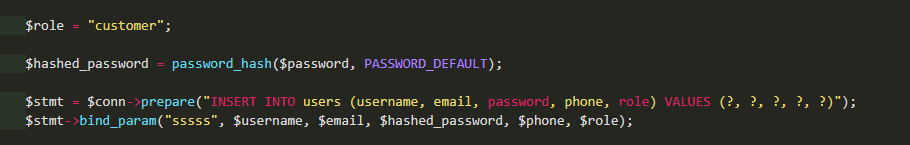 $role = "customer";
$hashed_password = password_hash($password, PASSWORD_DEFAULT);
$stmt = $conn->prepare("INSERT INTO users (username, email, password, phone, role) VALUES (?, ?, ?, ?, ?)");
$stmt->bind_param("sssss", $username, $email, $hashed_password, $phone, $role);